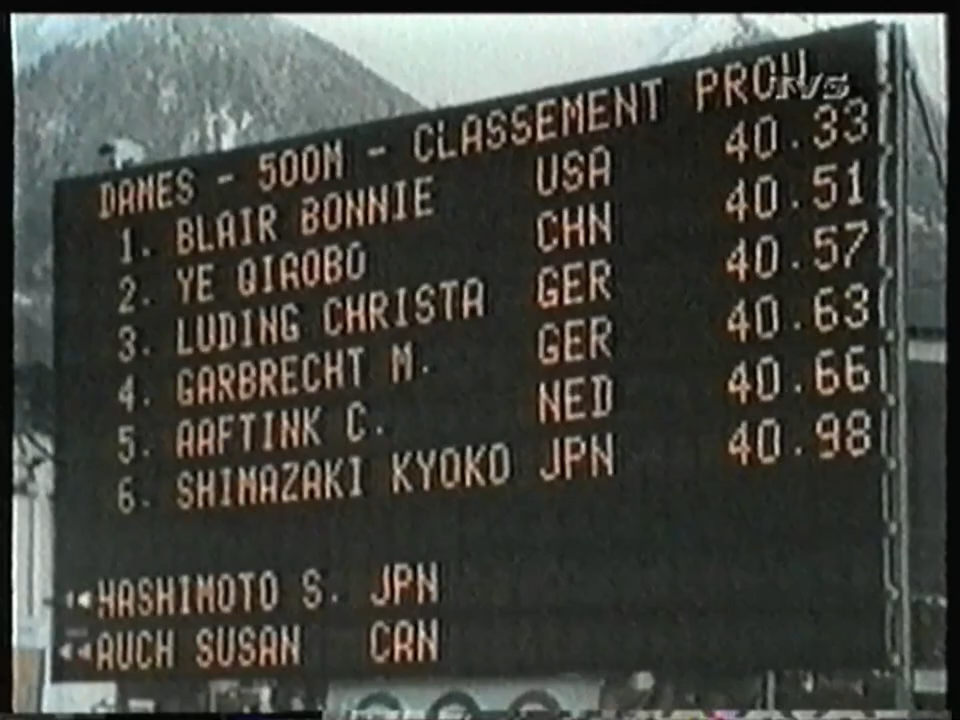 DAMES - 500M - CLASSEMENT PROV
1. BLAIR BONNIE USA 40.33
2. YE QIAOBO CHN 40.51
3. LUDING CHRISTA GER 40.57
4. GARBRECHT M. GER 40.63
5. AAFTINK C. NED 40.66
6. SHIMAZAKI KYOKO JPN 40.98
HASHIMOTO S. JPN
AUCH SUSAN CAN